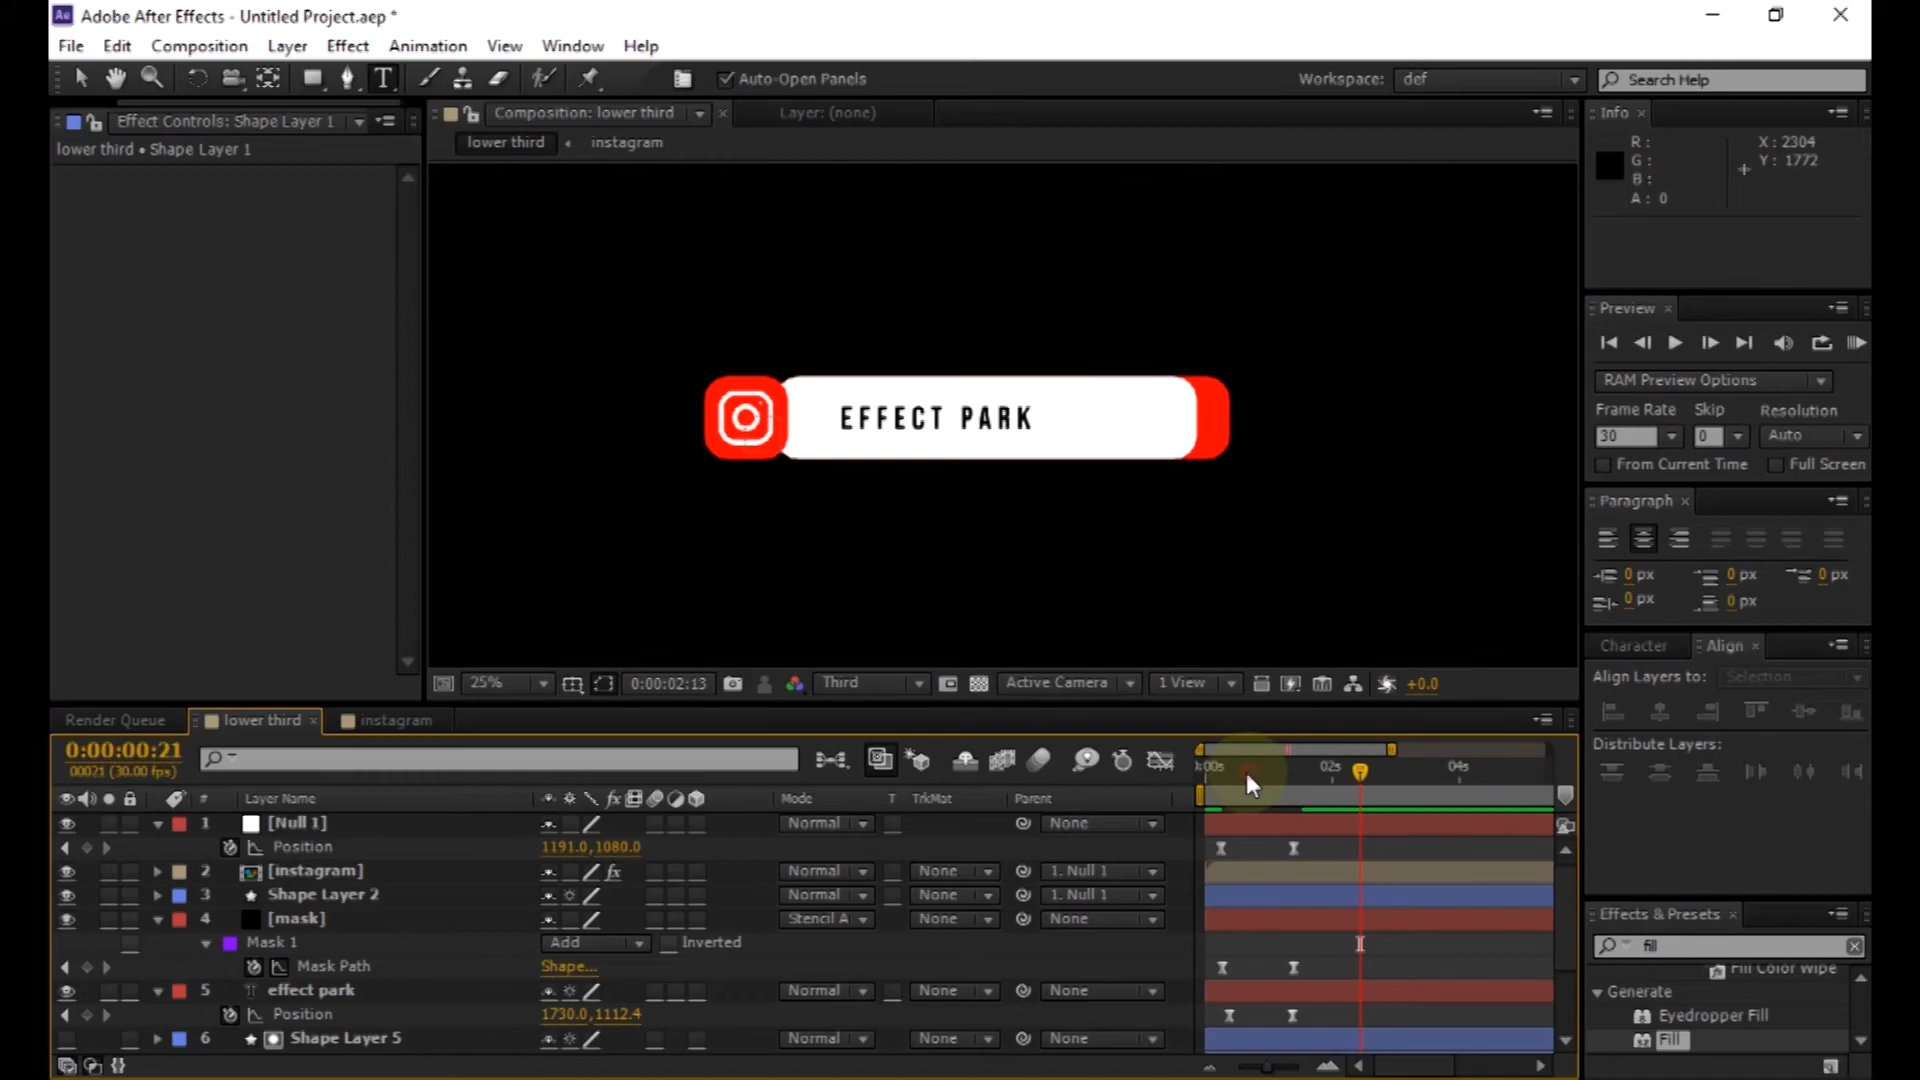 Ae Adobe After Effects - Untitled Project.aep *
File Edit Composition Layer Effect Animation View Window Help
T Auto-Open Panels Workspace: def Search Help
Effect Controls: Shape Layer 1
lower third • Shape Layer 1
Composition: lower third Layer: (none)
lower third instagram
EFFECT PARK
25% 0:00:02:13 Third Active Camera 1 View +0.0
Info
R: X: 2304
G: Y: 1772
B:
A: 0
Preview
RAM Preview Options
Frame Rate Skip Resolution
30 0 Auto
From Current Time Full Screen
Paragraph
0 px 0 px 0 px
0 px 0 px
Character Align
Align Layers to: Selection
Distribute Layers:
Effects & Presets
fill
Fill Color Wipe
Generate
Eyedropper Fill
Fill
Render Queue lower third instagram
0:00:00:21
00021 (30.00 fps)
:00s 02s 04s
# Layer Name fx Mode T TrkMat Parent
1 [Null 1] Normal None
Position 1191.0,1080.0
2 [instagram] fx Normal None 1. Null 1
3 Shape Layer 2 Normal None 1. Null 1
4 [mask] Stencil A None None
Mask 1 Add Inverted
Mask Path Shape...
5 T effect park Normal None None
Position 1730.0,1112.4
6 Shape Layer 5 Normal None None